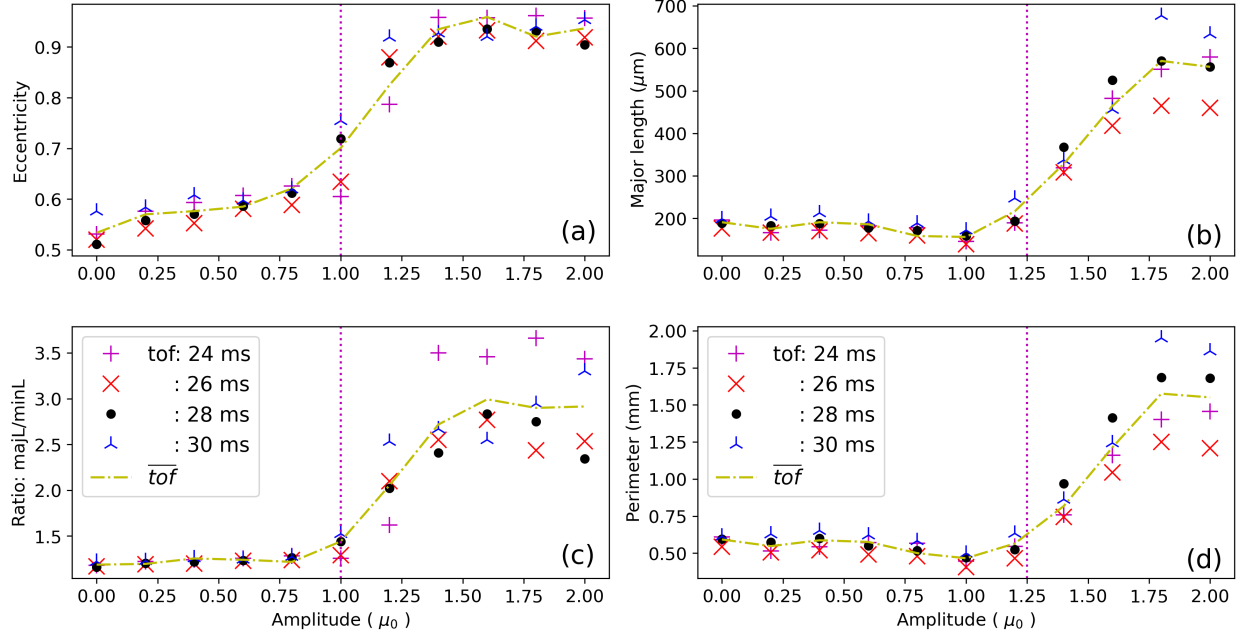 Eccentricity
0.9
0.8
0.7
0.6
0.5
0.00 0.25 0.50 0.75 1.00 1.25 1.50 1.75 2.00
(a)
Major length (μm)
700
600
500
400
300
200
0.00 0.25 0.50 0.75 1.00 1.25 1.50 1.75 2.00
(b)
Ratio: majL/minL
3.5
3.0
2.5
2.0
1.5
tof: 24 ms
: 26 ms
: 28 ms
: 30 ms
tof
0.00 0.25 0.50 0.75 1.00 1.25 1.50 1.75 2.00
Amplitude ( μ0 )
(c)
Perimeter (mm)
2.00
1.75
1.50
1.25
1.00
0.75
0.50
tof: 24 ms
: 26 ms
: 28 ms
: 30 ms
tof
0.00 0.25 0.50 0.75 1.00 1.25 1.50 1.75 2.00
Amplitude ( μ0 )
(d)